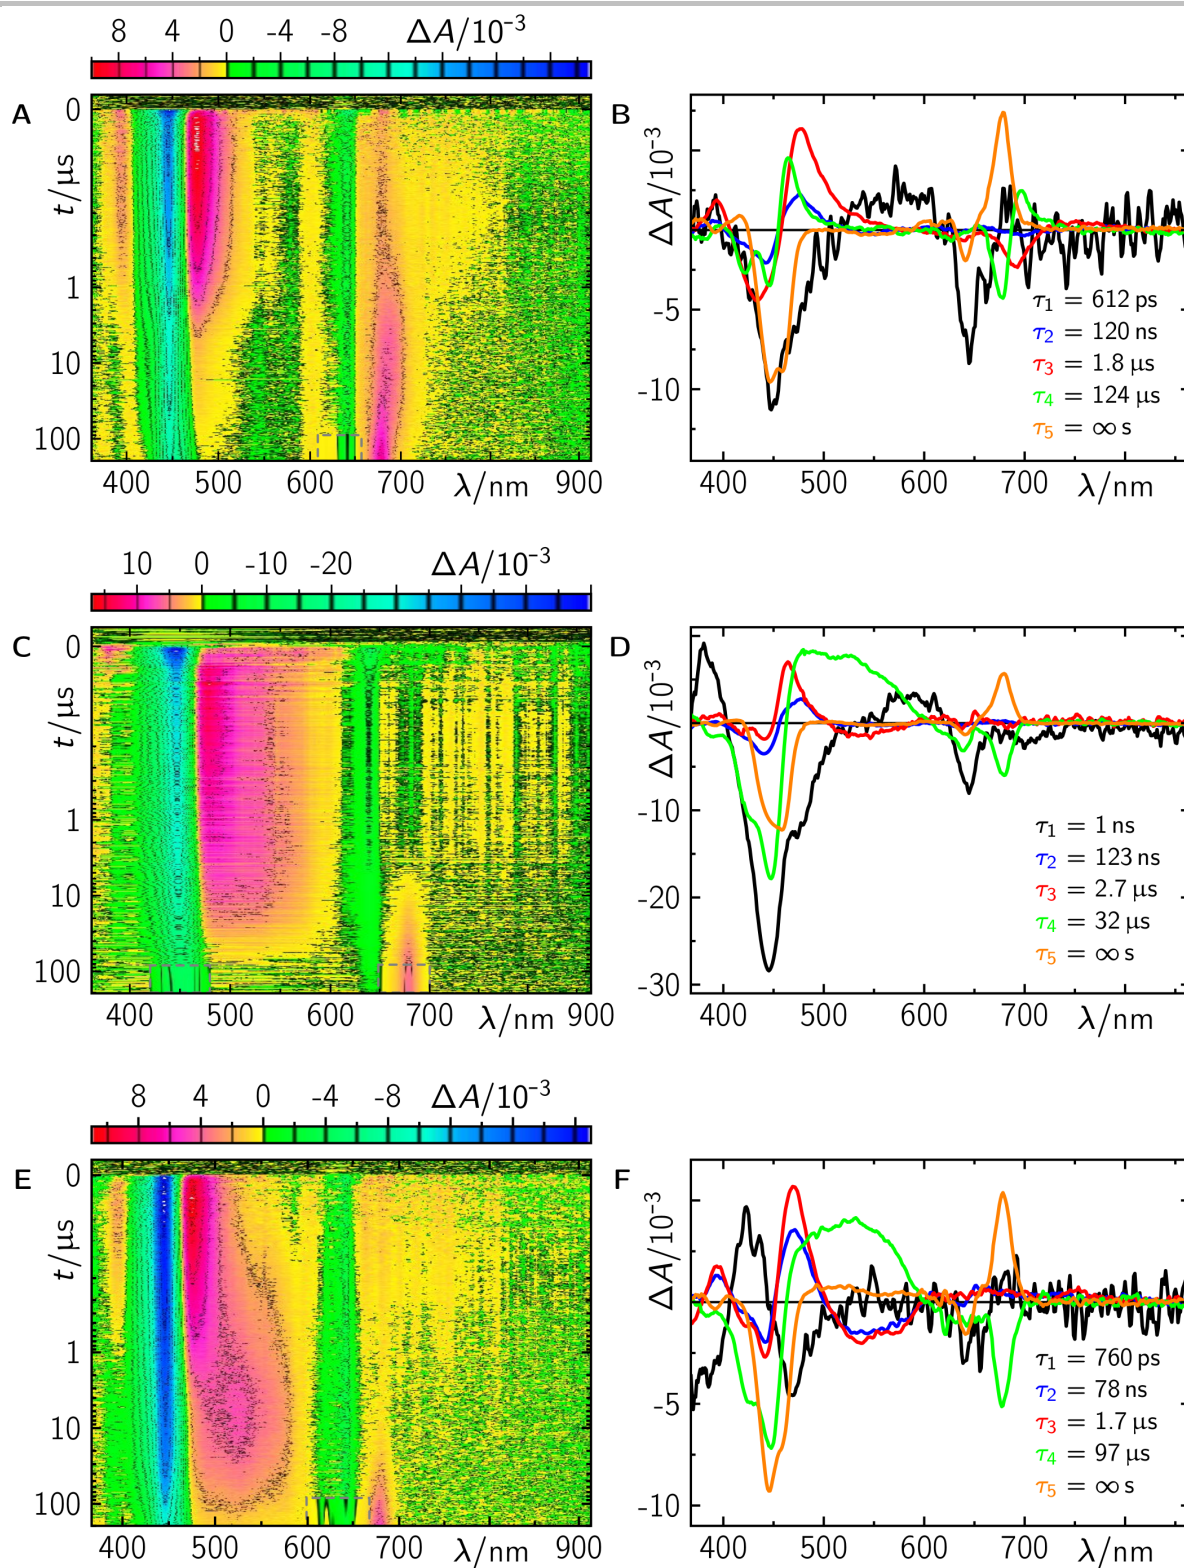 8 4 0 -4 -8 ΔA/10⁻³
A
0
1
10
100
t/µs
400 500 600 700 λ/nm 900
B
ΔA/10⁻³
-5
-10
τ₁ = 612 ps
τ₂ = 120 ns
τ₃ = 1.8 µs
τ₄ = 124 µs
τ₅ = ∞ s
400 500 600 700 λ/nm
10 0 -10 -20 ΔA/10⁻³
C
0
1
10
100
t/µs
400 500 600 700 λ/nm 900
D
ΔA/10⁻³
-10
-20
-30
τ₁ = 1 ns
τ₂ = 123 ns
τ₃ = 2.7 µs
τ₄ = 32 µs
τ₅ = ∞ s
400 500 600 700 λ/nm
8 4 0 -4 -8 ΔA/10⁻³
E
0
1
10
100
t/µs
400 500 600 700 λ/nm 900
F
ΔA/10⁻³
-5
-10
τ₁ = 760 ps
τ₂ = 78 ns
τ₃ = 1.7 µs
τ₄ = 97 µs
τ₅ = ∞ s
400 500 600 700 λ/nm